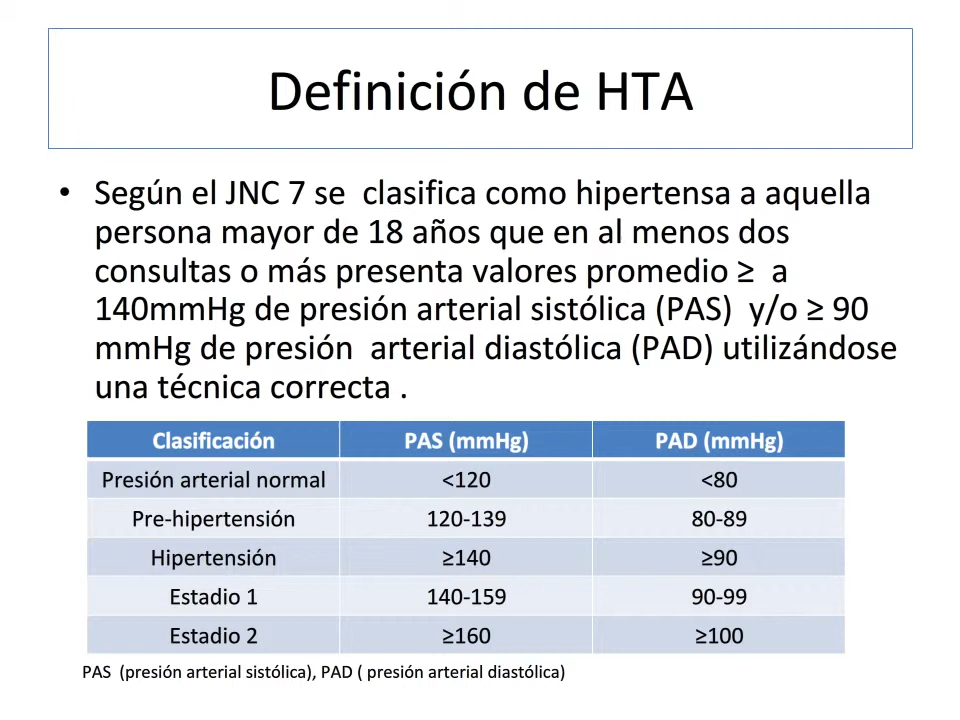 Definición de HTA
• Según el JNC 7 se clasifica como hipertensa a aquella
persona mayor de 18 años que en al menos dos
consultas o más presenta valores promedio ≥ a
140mmHg de presión arterial sistólica (PAS) y/o ≥ 90
mmHg de presión arterial diastólica (PAD) utilizándose
una técnica correcta .
Clasificación PAS (mmHg) PAD (mmHg)
Presión arterial normal <120 <80
Pre-hipertensión 120-139 80-89
Hipertensión ≥140 ≥90
Estadio 1 140-159 90-99
Estadio 2 ≥160 ≥100
PAS (presión arterial sistólica), PAD ( presión arterial diastólica)